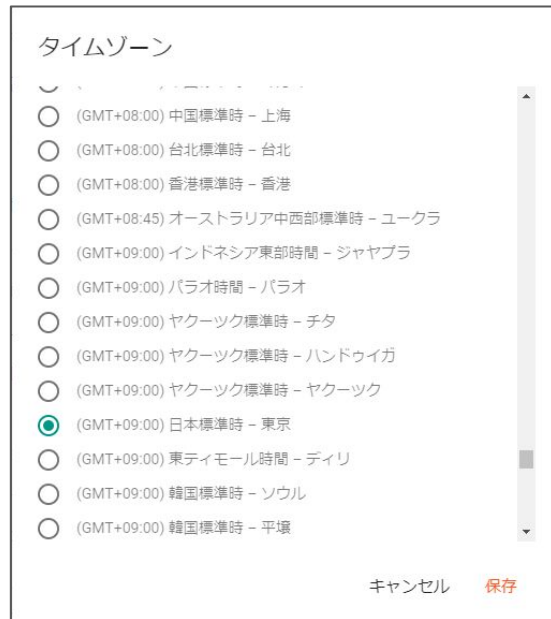 タイムゾーン
(GMT+08:00) 中国標準時 – 上海
(GMT+08:00) 台北標準時 – 台北
(GMT+08:00) 香港標準時 – 香港
(GMT+08:45) オーストラリア中西部標準時 – ユークラ
(GMT+09:00) インドネシア東部時間 – ジャヤプラ
(GMT+09:00) パラオ時間 – パラオ
(GMT+09:00) ヤクーツク標準時 – チタ
(GMT+09:00) ヤクーツク標準時 – ハンドゥイガ
(GMT+09:00) ヤクーツク標準時 – ヤクーツク
(GMT+09:00) 日本標準時 – 東京
(GMT+09:00) 東ティモール時間 – ディリ
(GMT+09:00) 韓国標準時 – ソウル
(GMT+09:00) 韓国標準時 – 平壌
キャンセル 保存